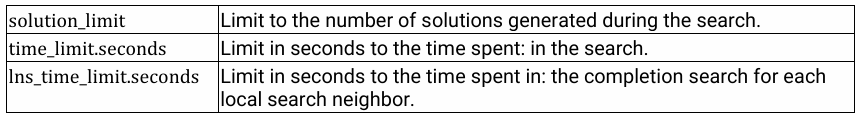 solution_limit Limit to the number of solutions generated during the search.
time_limit.seconds Limit in seconds to the time spent: in the search.
lns_time_limit.seconds Limit in seconds to the time spent in: the completion search for each
local search neighbor.